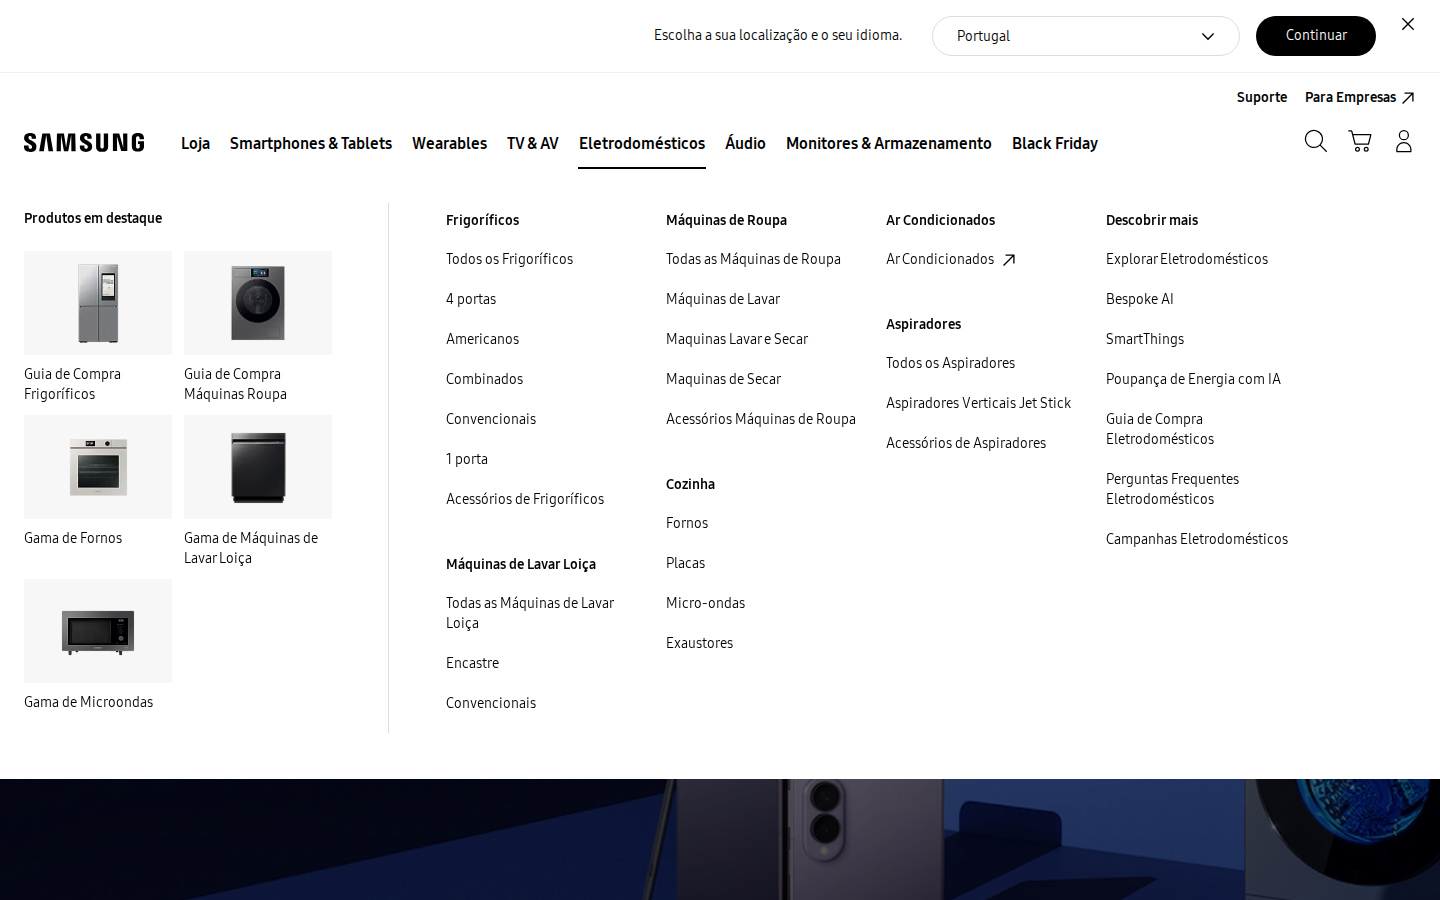 Escolha a sua localização e o seu idioma.
Portugal
Continuar
Suporte
Para Empresas
SAMSUNG
Loja
Smartphones & Tablets
Wearables
TV & AV
Eletrodomésticos
Áudio
Monitores & Armazenamento
Black Friday
Produtos em destaque
Guia de Compra
Frigoríficos
Guia de Compra
Máquinas Roupa
Gama de Fornos
Gama de Máquinas de
Lavar Loiça
Gama de Microondas
Frigoríficos
Todos os Frigoríficos
4 portas
Americanos
Combinados
Convencionais
1 porta
Acessórios de Frigoríficos
Máquinas de Lavar Loiça
Todas as Máquinas de Lavar
Loiça
Encastre
Convencionais
Máquinas de Roupa
Todas as Máquinas de Roupa
Máquinas de Lavar
Maquinas Lavar e Secar
Maquinas de Secar
Acessórios Máquinas de Roupa
Cozinha
Fornos
Placas
Micro-ondas
Exaustores
Ar Condicionados
Ar Condicionados
Aspiradores
Todos os Aspiradores
Aspiradores Verticais Jet Stick
Acessórios de Aspiradores
Descobrir mais
Explorar Eletrodomésticos
Bespoke AI
SmartThings
Poupança de Energia com IA
Guia de Compra
Eletrodomésticos
Perguntas Frequentes
Eletrodomésticos
Campanhas Eletrodomésticos